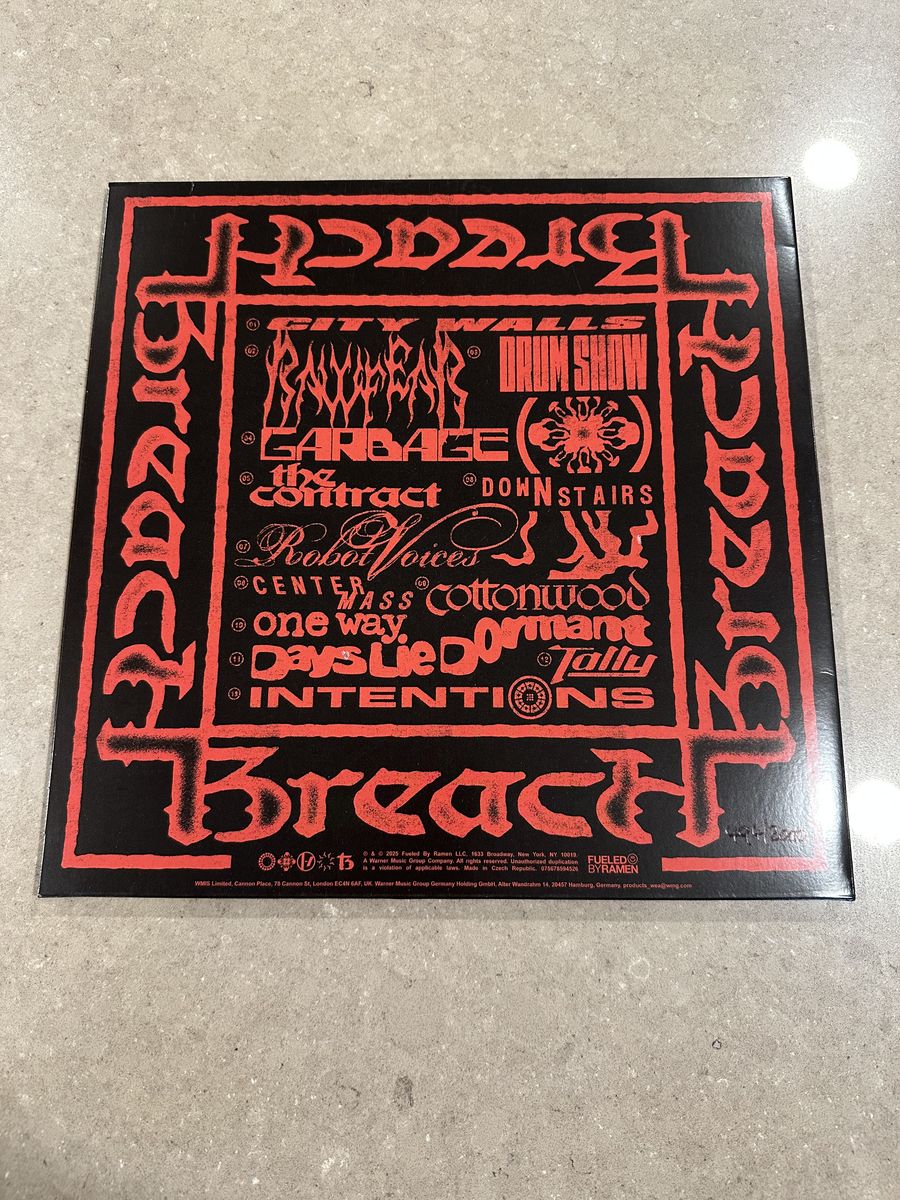 Breach
Breach
Breach
01 CITY WALLS
02 RAWFEAR
03 DRUM SHOW
04 GARBAGE
05 the contract
06 DOWNSTAIRS
07 Robot Voices
08 CENTER MASS
09 cottonwood
10 one way
11 Days Lie Dormant
12 Tally
13 INTENTIONS
Breach
℗ & © 2025 Fueled By Ramen LLC, 1633 Broadway, New York, NY 10019.
A Warner Music Group Company. All rights reserved. Unauthorized duplication
is a violation of applicable laws. Made in Czech Republic. 075678594526
FUELED
BYRAMEN
WMIS Limited, Cannon Place, 78 Cannon St, London EC4N 6AF, UK. Warner Music Group Germany Holding GmbH, Alter Wandrahm 14, 20457 Hamburg, Germany. products_wea@wmg.com